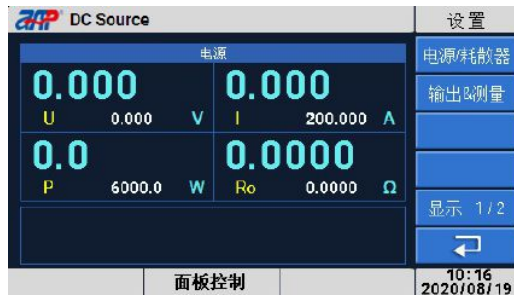 AAP DC Source
设置
电源
电源/耗散器
0.000
0.000
U 0.000 V
I 200.000 A
输出&测量
0.0
0.0000
P 6000.0 W
Ro 0.0000 Ω
显示 1/2
面板控制
10:16
2020/08/19